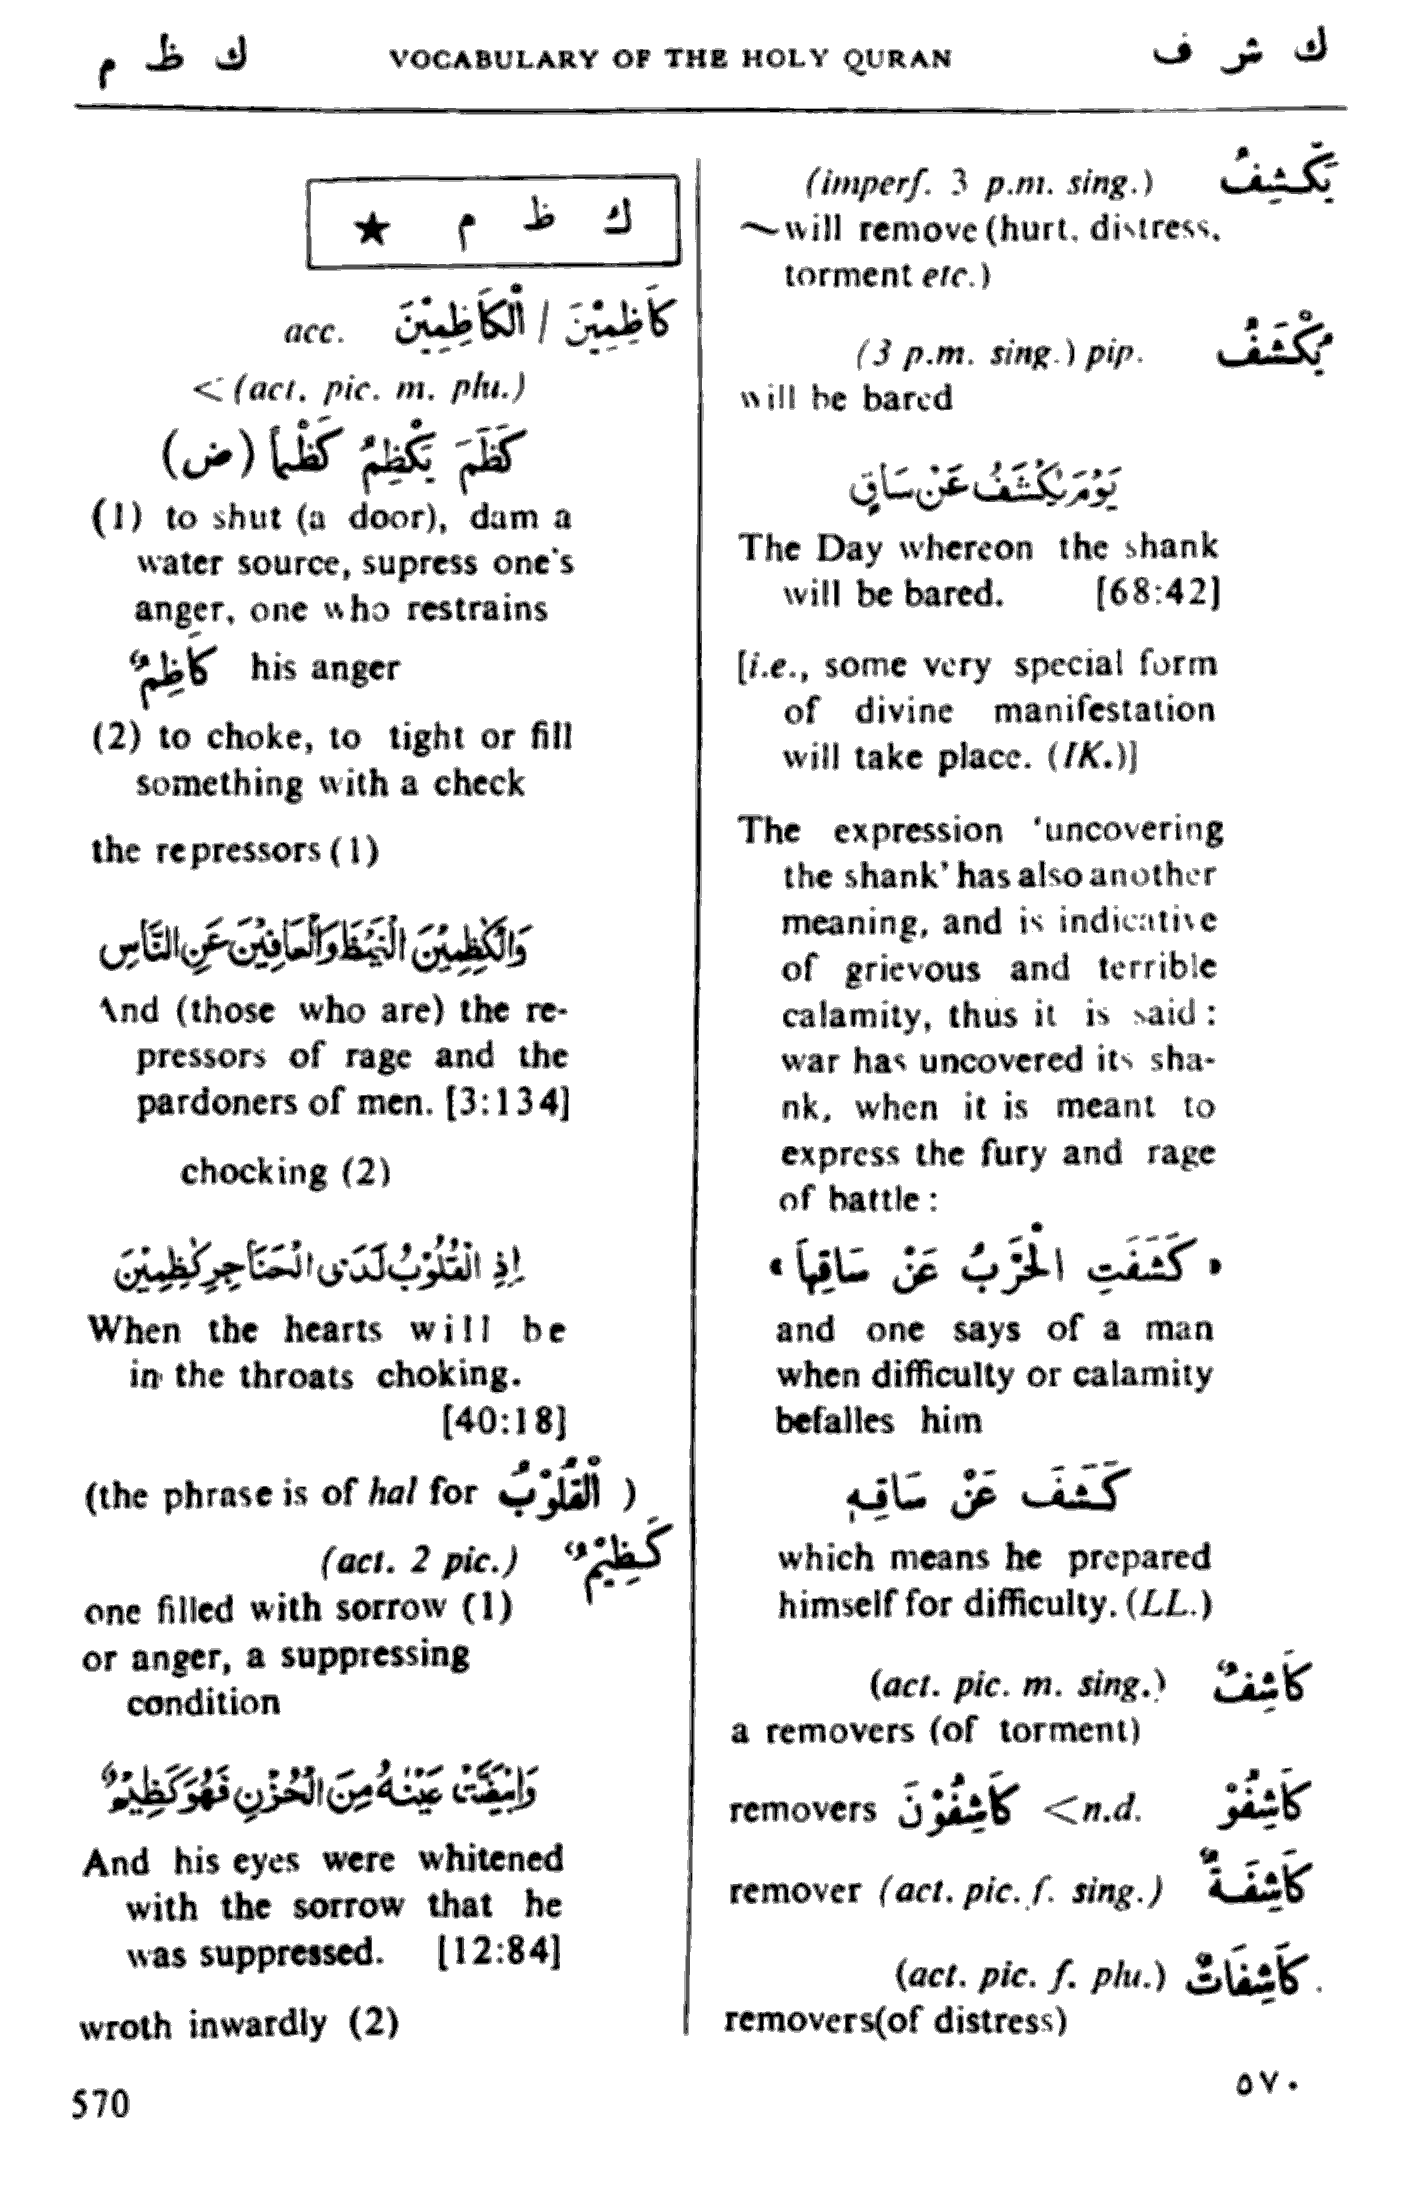 ك ظ م VOCABULARY OF THE HOLY QURAN ك ش ف
يَكْشِفُ (imperf. 3 p.m. sing.)
~will remove (hurt, distress,
torment etc.)
يُكْشَفُ (3 p.m. sing.) pip.
will be bared
يَوْمَ يُكْشَفُ عَنْ سَاقٍ
The Day whereon the shank
will be bared. [68:42]
[i.e., some very special form
of divine manifestation
will take place. (IK.)]
The expression ‘uncovering
the shank’ has also another
meaning, and is indicative
of grievous and terrible
calamity, thus it is said :
war has uncovered its sha-
nk, when it is meant to
express the fury and rage
of battle :
« كَشَفَتِ الْحَرْبُ عَنْ سَاقِهَا »
and one says of a man
when difficulty or calamity
befalles him
كَشَفَ عَنْ سَاقِهِ
which means he prepared
himself for difficulty. (LL.)
كَاشِفٌ (act. pic. m. sing.)
a removers (of torment)
كَاشِفُوْ removers كَاشِفُوْنَ <n.d.
كَاشِفَةٌ remover (act. pic. f. sing.)
كَاشِفَاتٌ (act. pic. f. plu.)
removers(of distress)
ك ظ م ★
كَاظِمِيْنَ / الْكَاظِمِيْنَ acc.
< (act. pic. m. plu.)
كَظَمَ يَكْظِمُ كَظْماً (ض)
(1) to shut (a door), dam a
water source, supress one's
anger, one who restrains
كَاظِمٌ his anger
(2) to choke, to tight or fill
something with a check
the repressors (1)
وَالْكٰظِمِيْنَ الْغَيْظَ وَالْعَافِيْنَ عَنِ النَّاسِ
And (those who are) the re-
pressors of rage and the
pardoners of men. [3:134]
chocking (2)
اِذِ الْقُلُوْبُ لَدَى الْحَنَاجِرِ كٰظِمِيْنَ
When the hearts will be
in the throats choking.
[40:18]
(the phrase is of hal for الْقُلُوْبُ )
كَظِيْمٌ (act. 2 pic.)
one filled with sorrow (1)
or anger, a suppressing
condition
وَابْيَضَّتْ عَيْنٰهُ مِنَ الْحُزْنِ فَهُوَ كَظِيْمٌ
And his eyes were whitened
with the sorrow that he
was suppressed. [12:84]
wroth inwardly (2)
570 ٥٧٠